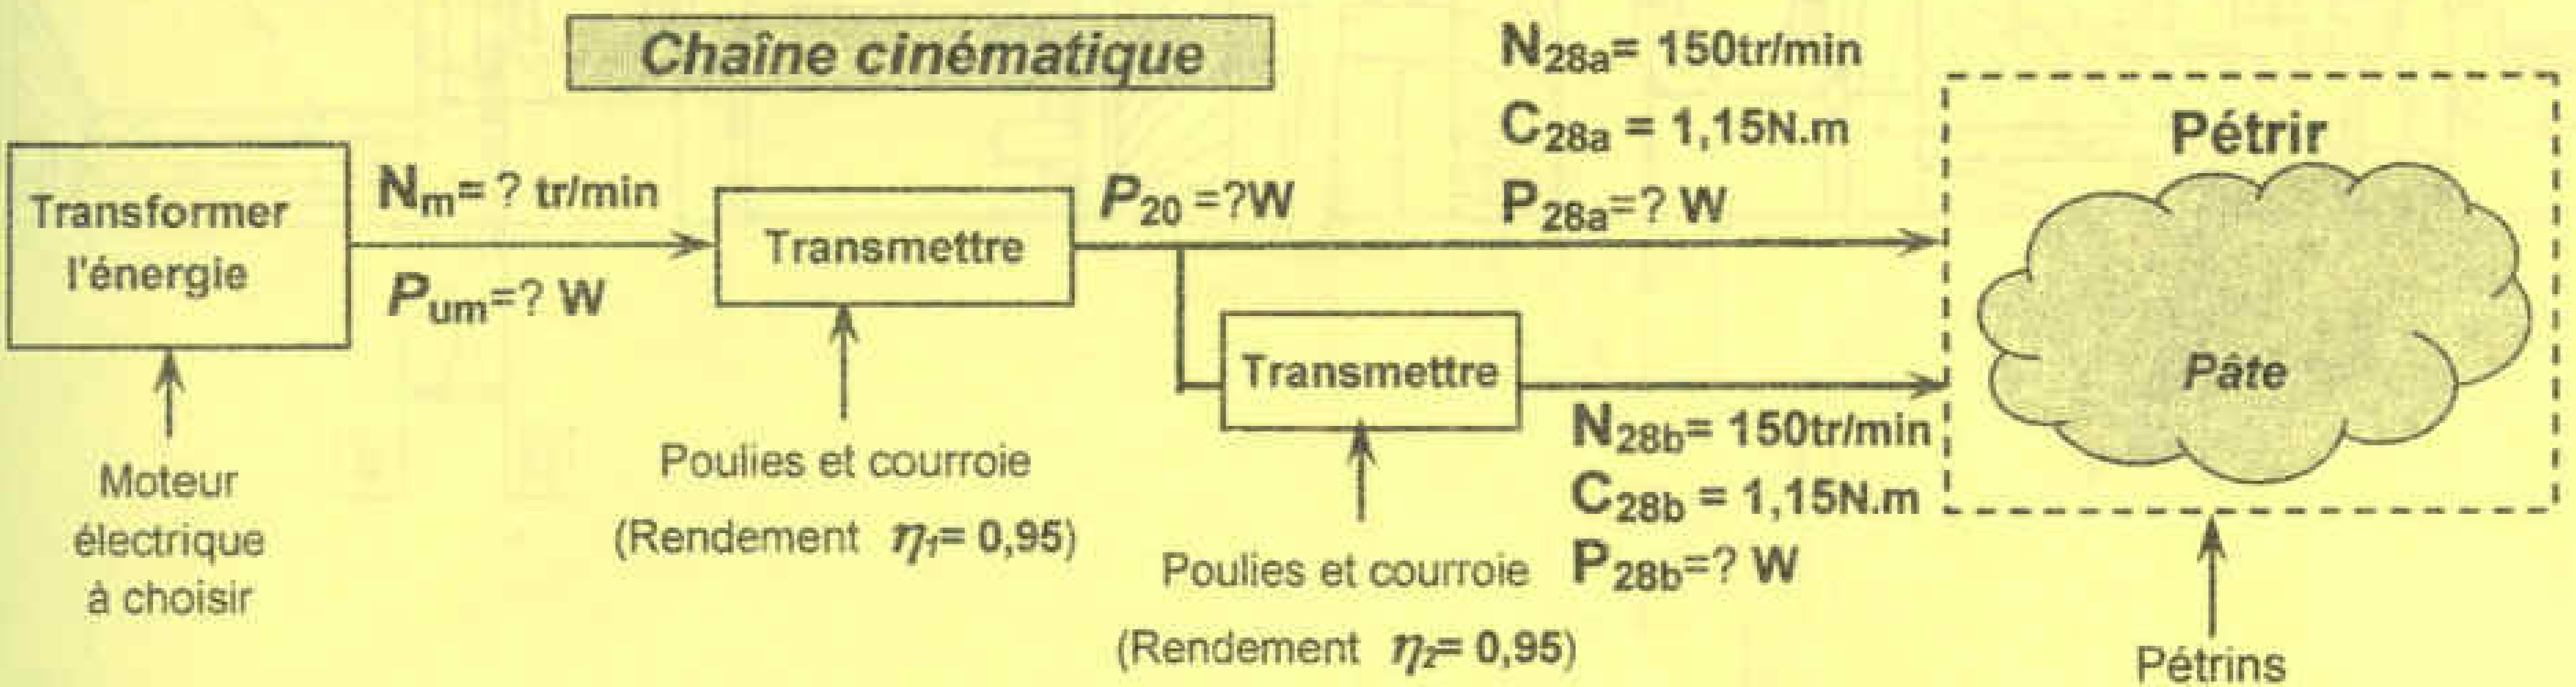 Chaîne cinématique
N28a= 150tr/min
C28a = 1,15N.m
P28a=? W
Transformer
l'énergie
Nm= ? tr/min
Pum=? W
Transmettre
P20 =?W
Pétrir
Pâte
Transmettre
N28b= 150tr/min
C28b = 1,15N.m
P28b=? W
Moteur
électrique
à choisir
Poulies et courroie
(Rendement η1= 0,95)
Poulies et courroie
(Rendement η2= 0,95)
Pétrins